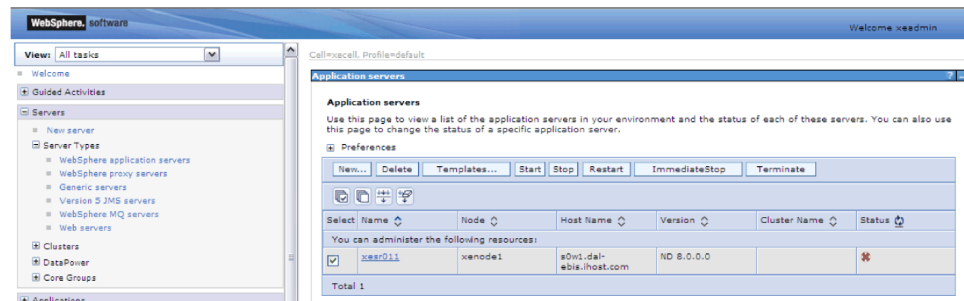 WebSphere. software
Welcome xeadmin
View: All tasks
Welcome
Guided Activities
Servers
New server
Server Types
WebSphere application servers
WebSphere proxy servers
Generic servers
Version 5 JMS servers
WebSphere MQ servers
Web servers
Clusters
DataPower
Core Groups
Applications
Cell=xecell, Profile=default
Application servers
?
Application servers
Use this page to view a list of the application servers in your environment and the status of each of these servers. You can also use
this page to change the status of a specific application server.
Preferences
New... Delete Templates... Start Stop Restart ImmediateStop Terminate
Select Name Node Host Name Version Cluster Name Status
You can administer the following resources:
xesr011 xenode1 s0w1.dal- ND 8.0.0.0
ebis.ihost.com
Total 1